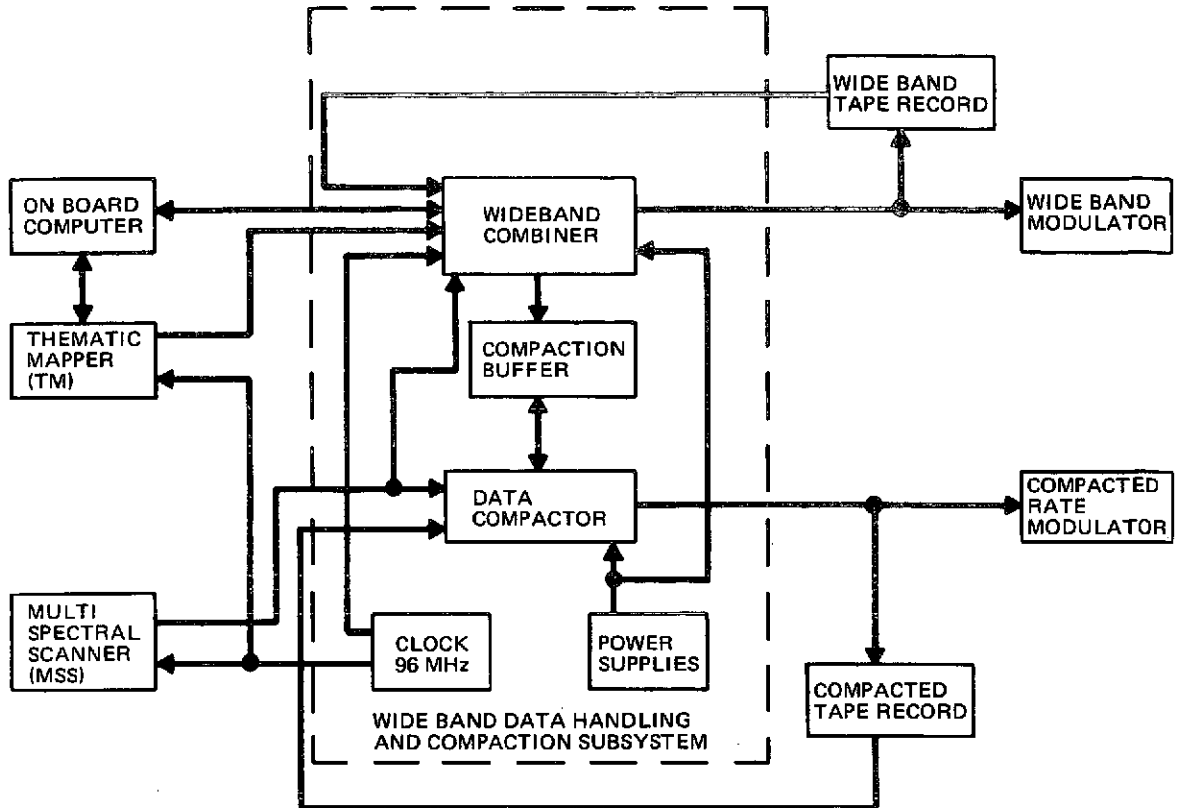 WIDE BAND
TAPE RECORD
ON BOARD
COMPUTER
WIDEBAND
COMBINER
WIDE BAND
MODULATOR
THEMATIC
MAPPER
(TM)
COMPACTION
BUFFER
DATA
COMPACTOR
COMPACTED
RATE
MODULATOR
MULTI
SPECTRAL
SCANNER
(MSS)
CLOCK
96 MHz
POWER
SUPPLIES
COMPACTED
TAPE RECORD
WIDE BAND DATA HANDLING
AND COMPACTION SUBSYSTEM